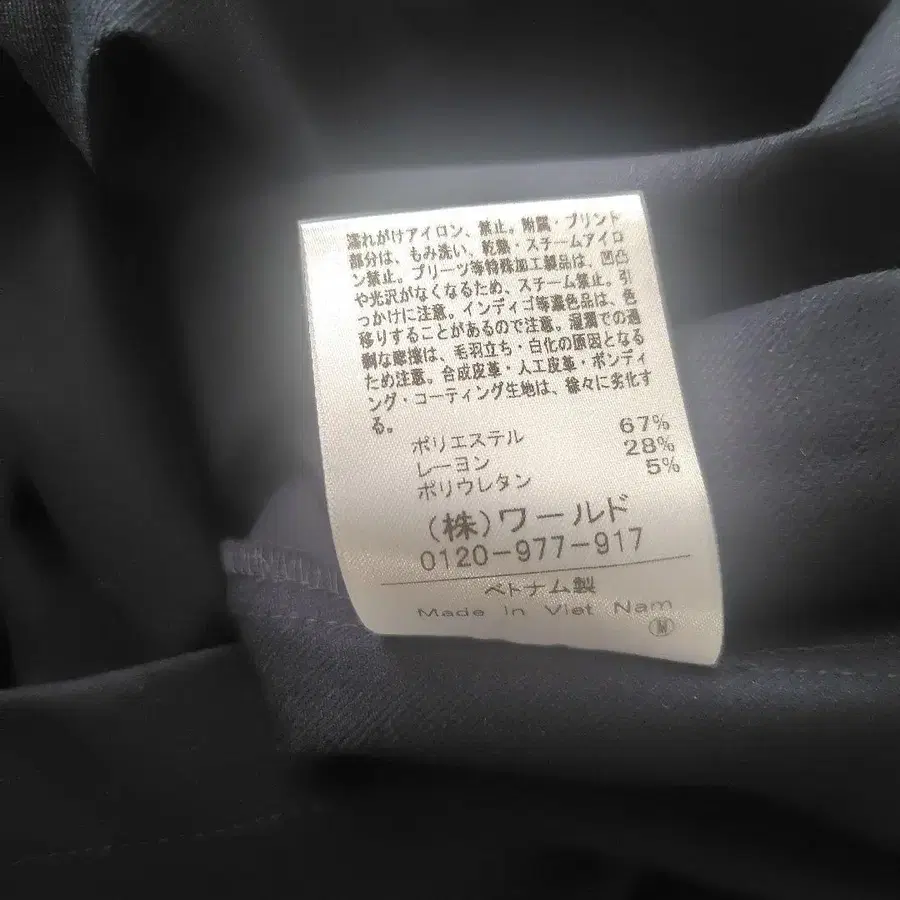 濡れがけアイロン、禁止。附属・プリント
部分は、もみ洗い、乾機・スチームアイロ
ン禁止。プリーツ等特殊加工製品は、凹凸
や光沢がなくなるため、スチーム禁止。引
っかけに注意。インディゴ等濃色品は、色
移りすることがあるので注意。湿潤での過
剰な摩擦は、毛羽立ち・白化の原因となる
ため注意。合成皮革・人工皮革・ボンディ
ング・コーティング生地は、徐々に劣化す
る。
ポリエステル 67%
レーヨン 28%
ポリウレタン 5%
(株)ワールド
0120-977-917
ベトナム製
Made in Viet Nam
Ⓜ